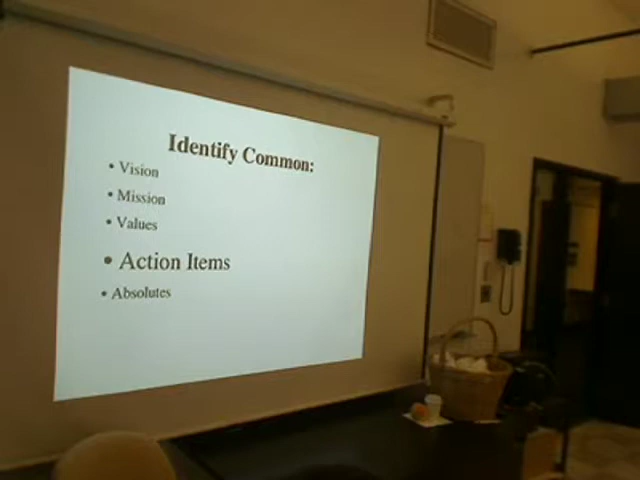 Identify Common:
• Vision
• Mission
• Values
• Action Items
• Absolutes